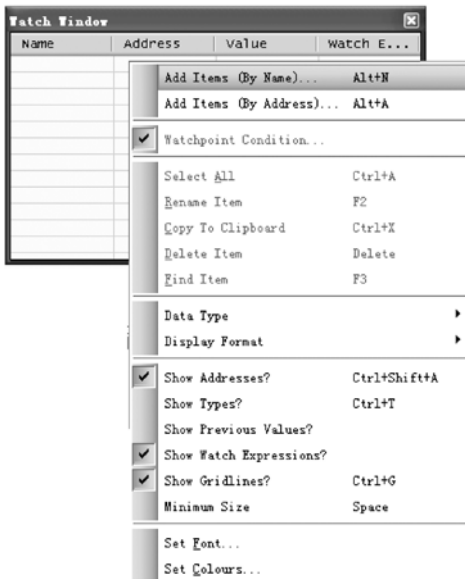 Watch Window
Name Address Value Watch E...
Add Items (By Name)... Alt+N
Add Items (By Address)... Alt+A
Watchpoint Condition...
Select All Ctrl+A
Rename Item F2
Copy To Clipboard Ctrl+X
Delete Item Delete
Find Item F3
Data Type
Display Format
Show Addresses? Ctrl+Shift+A
Show Types? Ctrl+T
Show Previous Values?
Show Watch Expressions?
Show Gridlines? Ctrl+G
Minimum Size Space
Set Font...
Set Colours...